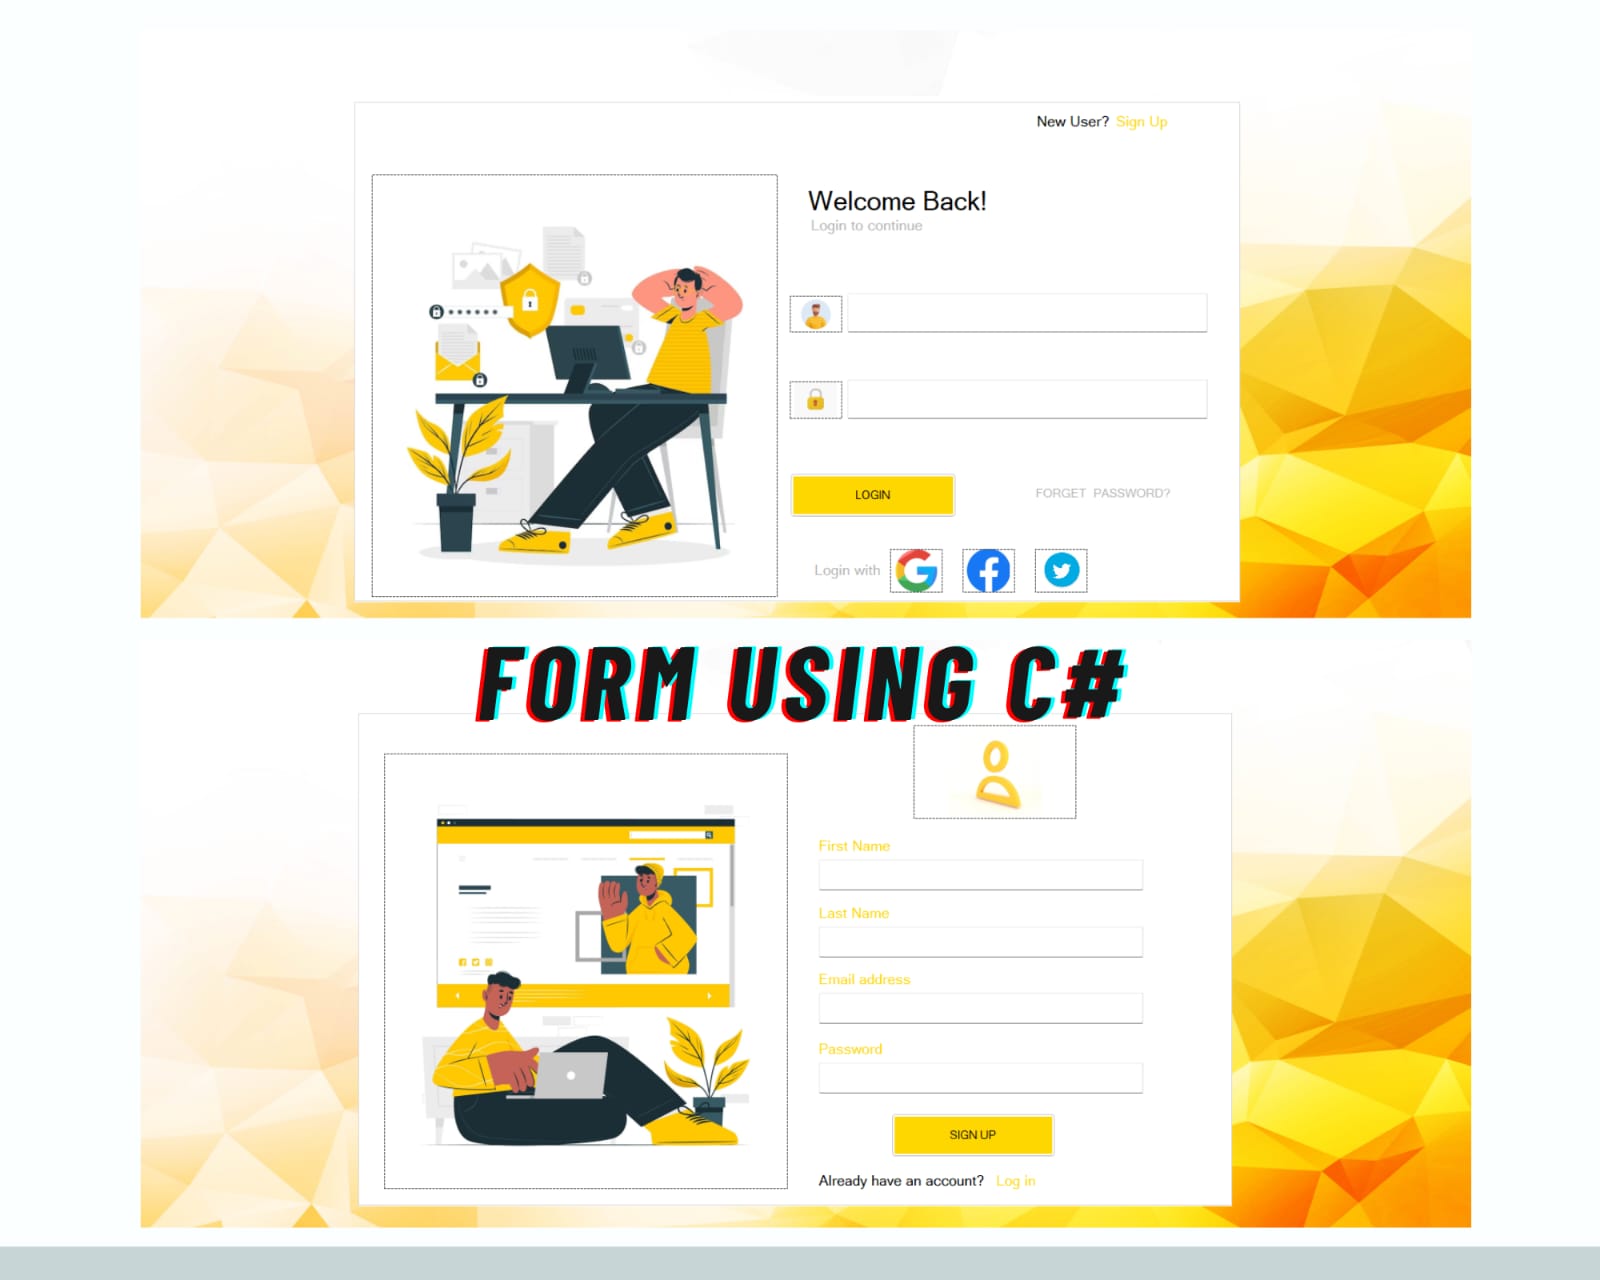 New User? Sign Up
Welcome Back!
Login to continue
LOGIN
FORGET PASSWORD?
Login with
FORM USING C#
First Name
Last Name
Email address
Password
SIGN UP
Already have an account? Log in